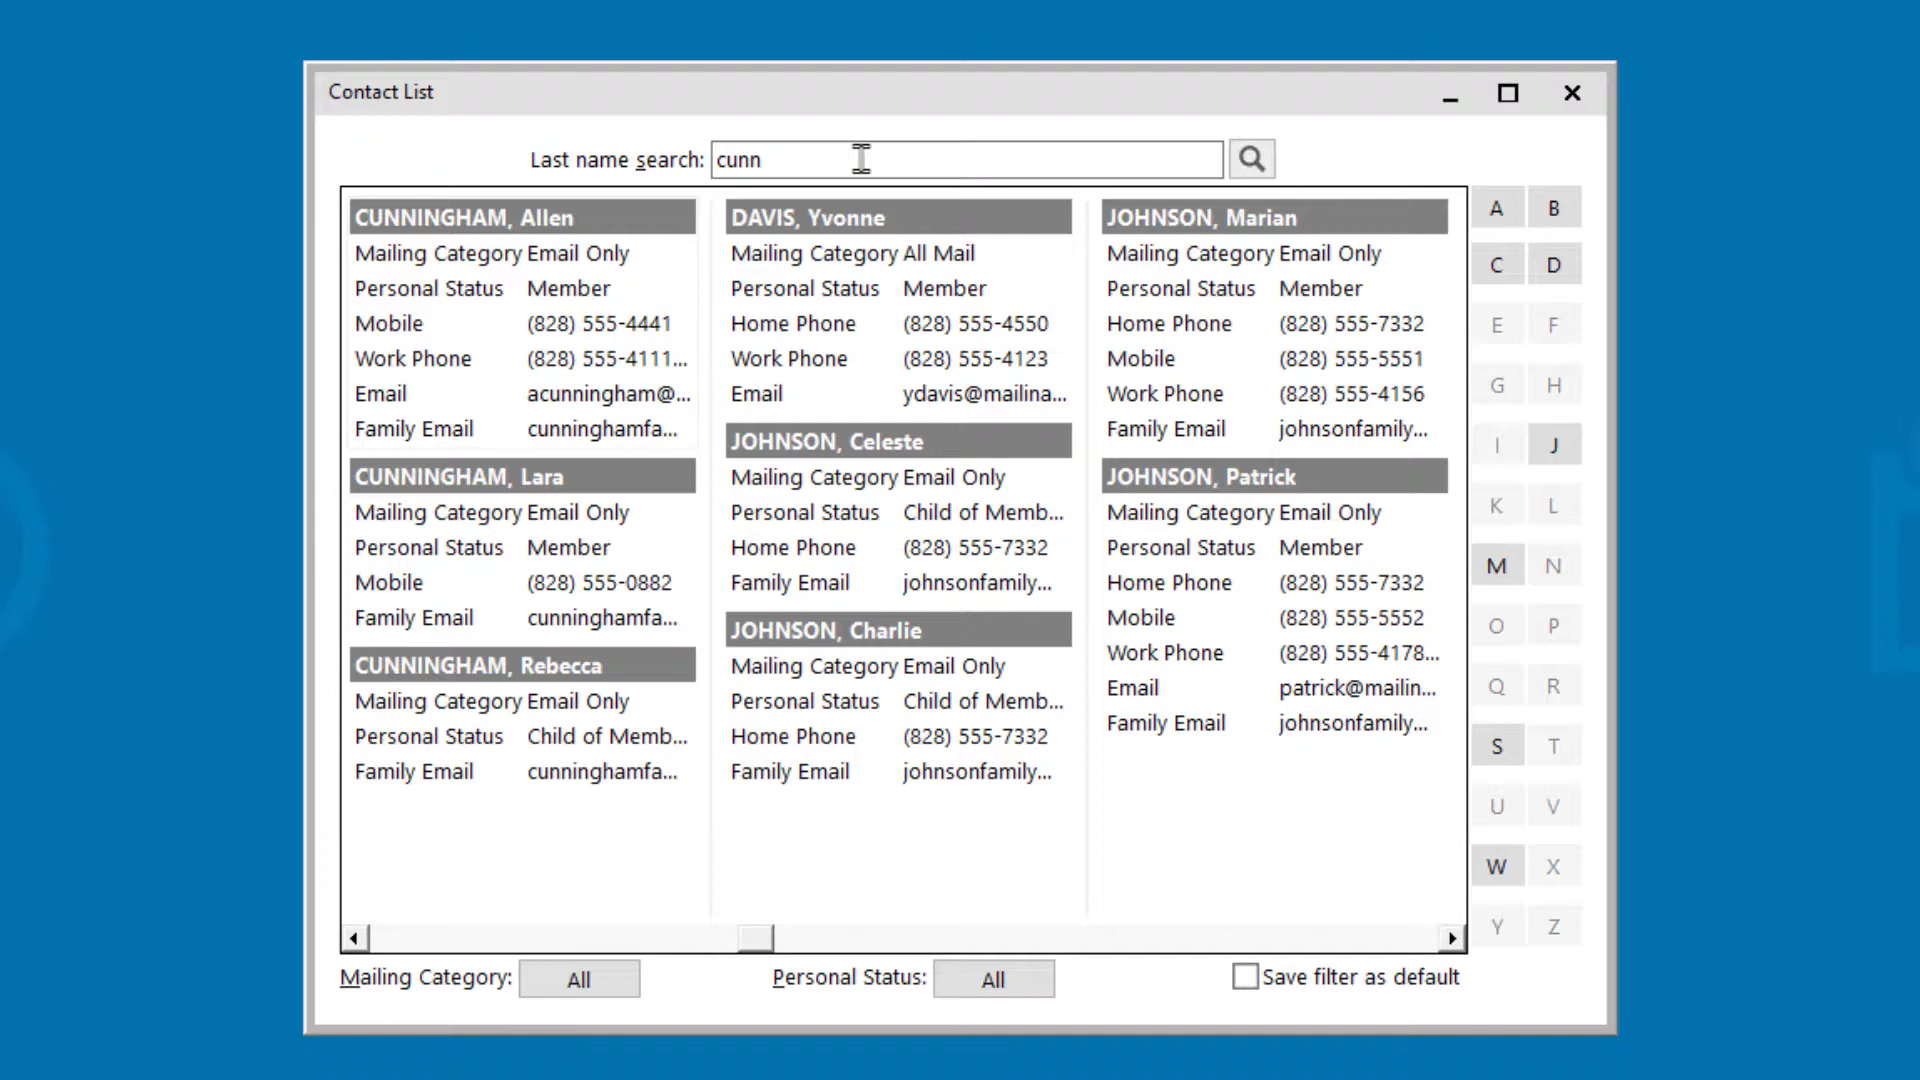 Contact List
Last name search: cunn
CUNNINGHAM, Allen
Mailing Category Email Only
Personal Status Member
Mobile (828) 555-4441
Work Phone (828) 555-4111...
Email acunningham@...
Family Email cunninghamfa...
CUNNINGHAM, Lara
Mailing Category Email Only
Personal Status Member
Mobile (828) 555-0882
Family Email cunninghamfa...
CUNNINGHAM, Rebecca
Mailing Category Email Only
Personal Status Child of Memb...
Family Email cunninghamfa...
DAVIS, Yvonne
Mailing Category All Mail
Personal Status Member
Home Phone (828) 555-4550
Work Phone (828) 555-4123
Email ydavis@mailina...
JOHNSON, Celeste
Mailing Category Email Only
Personal Status Child of Memb...
Home Phone (828) 555-7332
Family Email johnsonfamily...
JOHNSON, Charlie
Mailing Category Email Only
Personal Status Child of Memb...
Home Phone (828) 555-7332
Family Email johnsonfamily...
JOHNSON, Marian
Mailing Category Email Only
Personal Status Member
Home Phone (828) 555-7332
Mobile (828) 555-5551
Work Phone (828) 555-4156
Family Email johnsonfamily...
JOHNSON, Patrick
Mailing Category Email Only
Personal Status Member
Home Phone (828) 555-7332
Mobile (828) 555-5552
Work Phone (828) 555-4178...
Email patrick@mailin...
Family Email johnsonfamily...
A B
C D
E F
G H
I J
K L
M N
O P
Q R
S T
U V
W X
Y Z
Mailing Category: All Personal Status: All Save filter as default